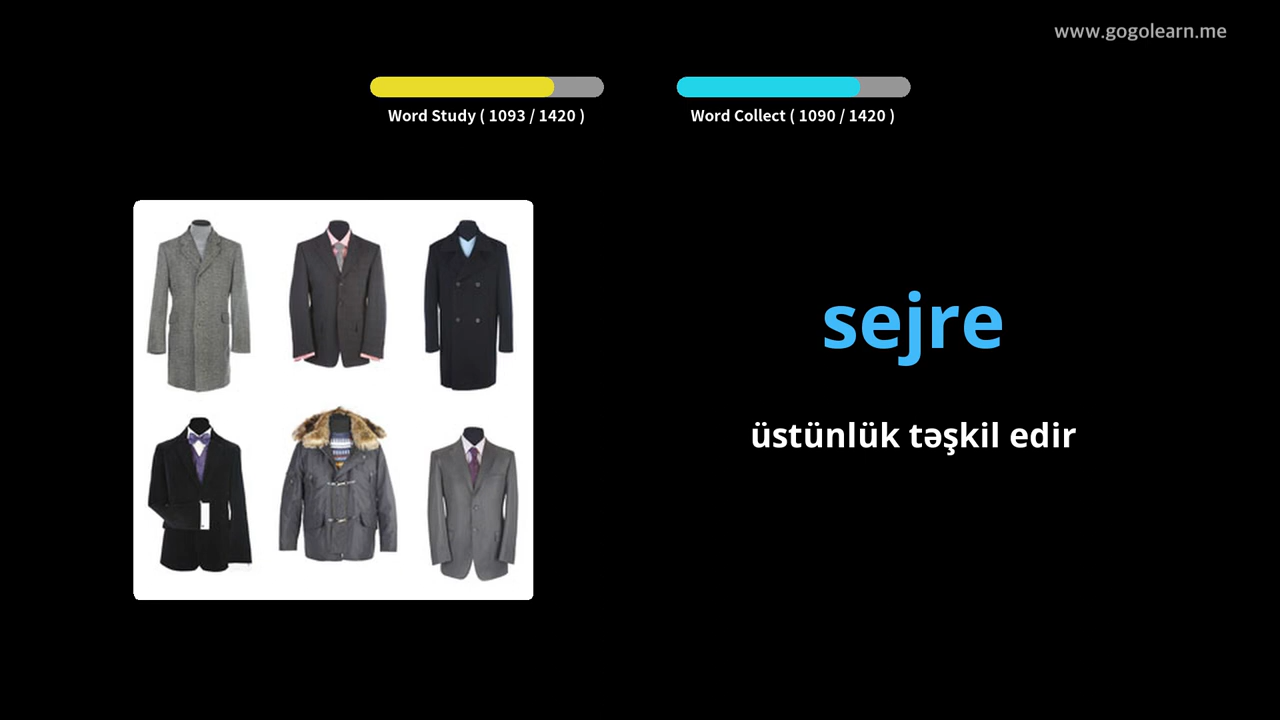 www.gogolearn.me
Word Study ( 1093 / 1420 )
Word Collect ( 1090 / 1420 )
sejre
üstünlük təşkil edir